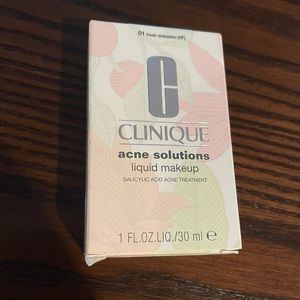 01 fresh alabaster (VF)
C
CLINIQUE
acne solutions
liquid makeup
SALICYLIC ACID ACNE TREATMENT
1 FL.OZ.LIQ./30 ml ℮